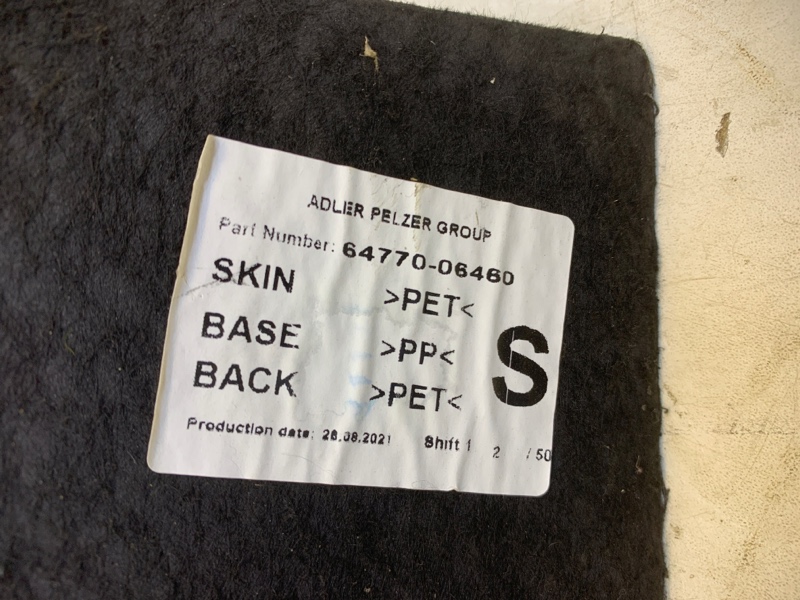 ADLER PELZER GROUP
Part Number: 64770-06460
SKIN >PET<
BASE >PP<
BACK >PET<
S
Production date: 26.08.2021 Shift 1 2 / 50